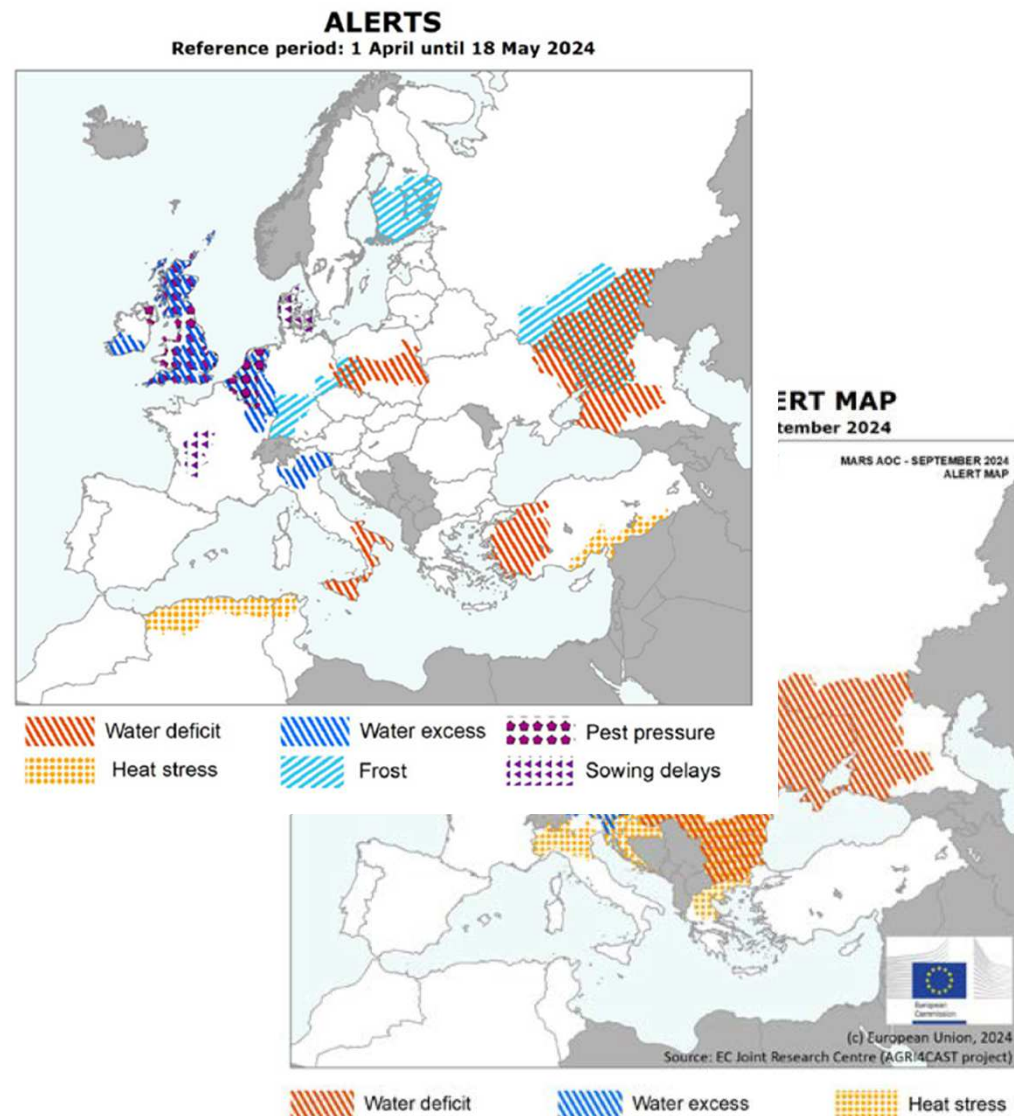 ALERTS
Reference period: 1 April until 18 May 2024
Water deficit
Water excess
Pest pressure
Heat stress
Frost
Sowing delays
ERT MAP
tember 2024
MARS AOC - SEPTEMBER 2024
ALERT MAP
European
Commission
(c) European Union, 2024
Source: EC Joint Research Centre (AGRI4CAST project)
Water deficit
Water excess
Heat stress